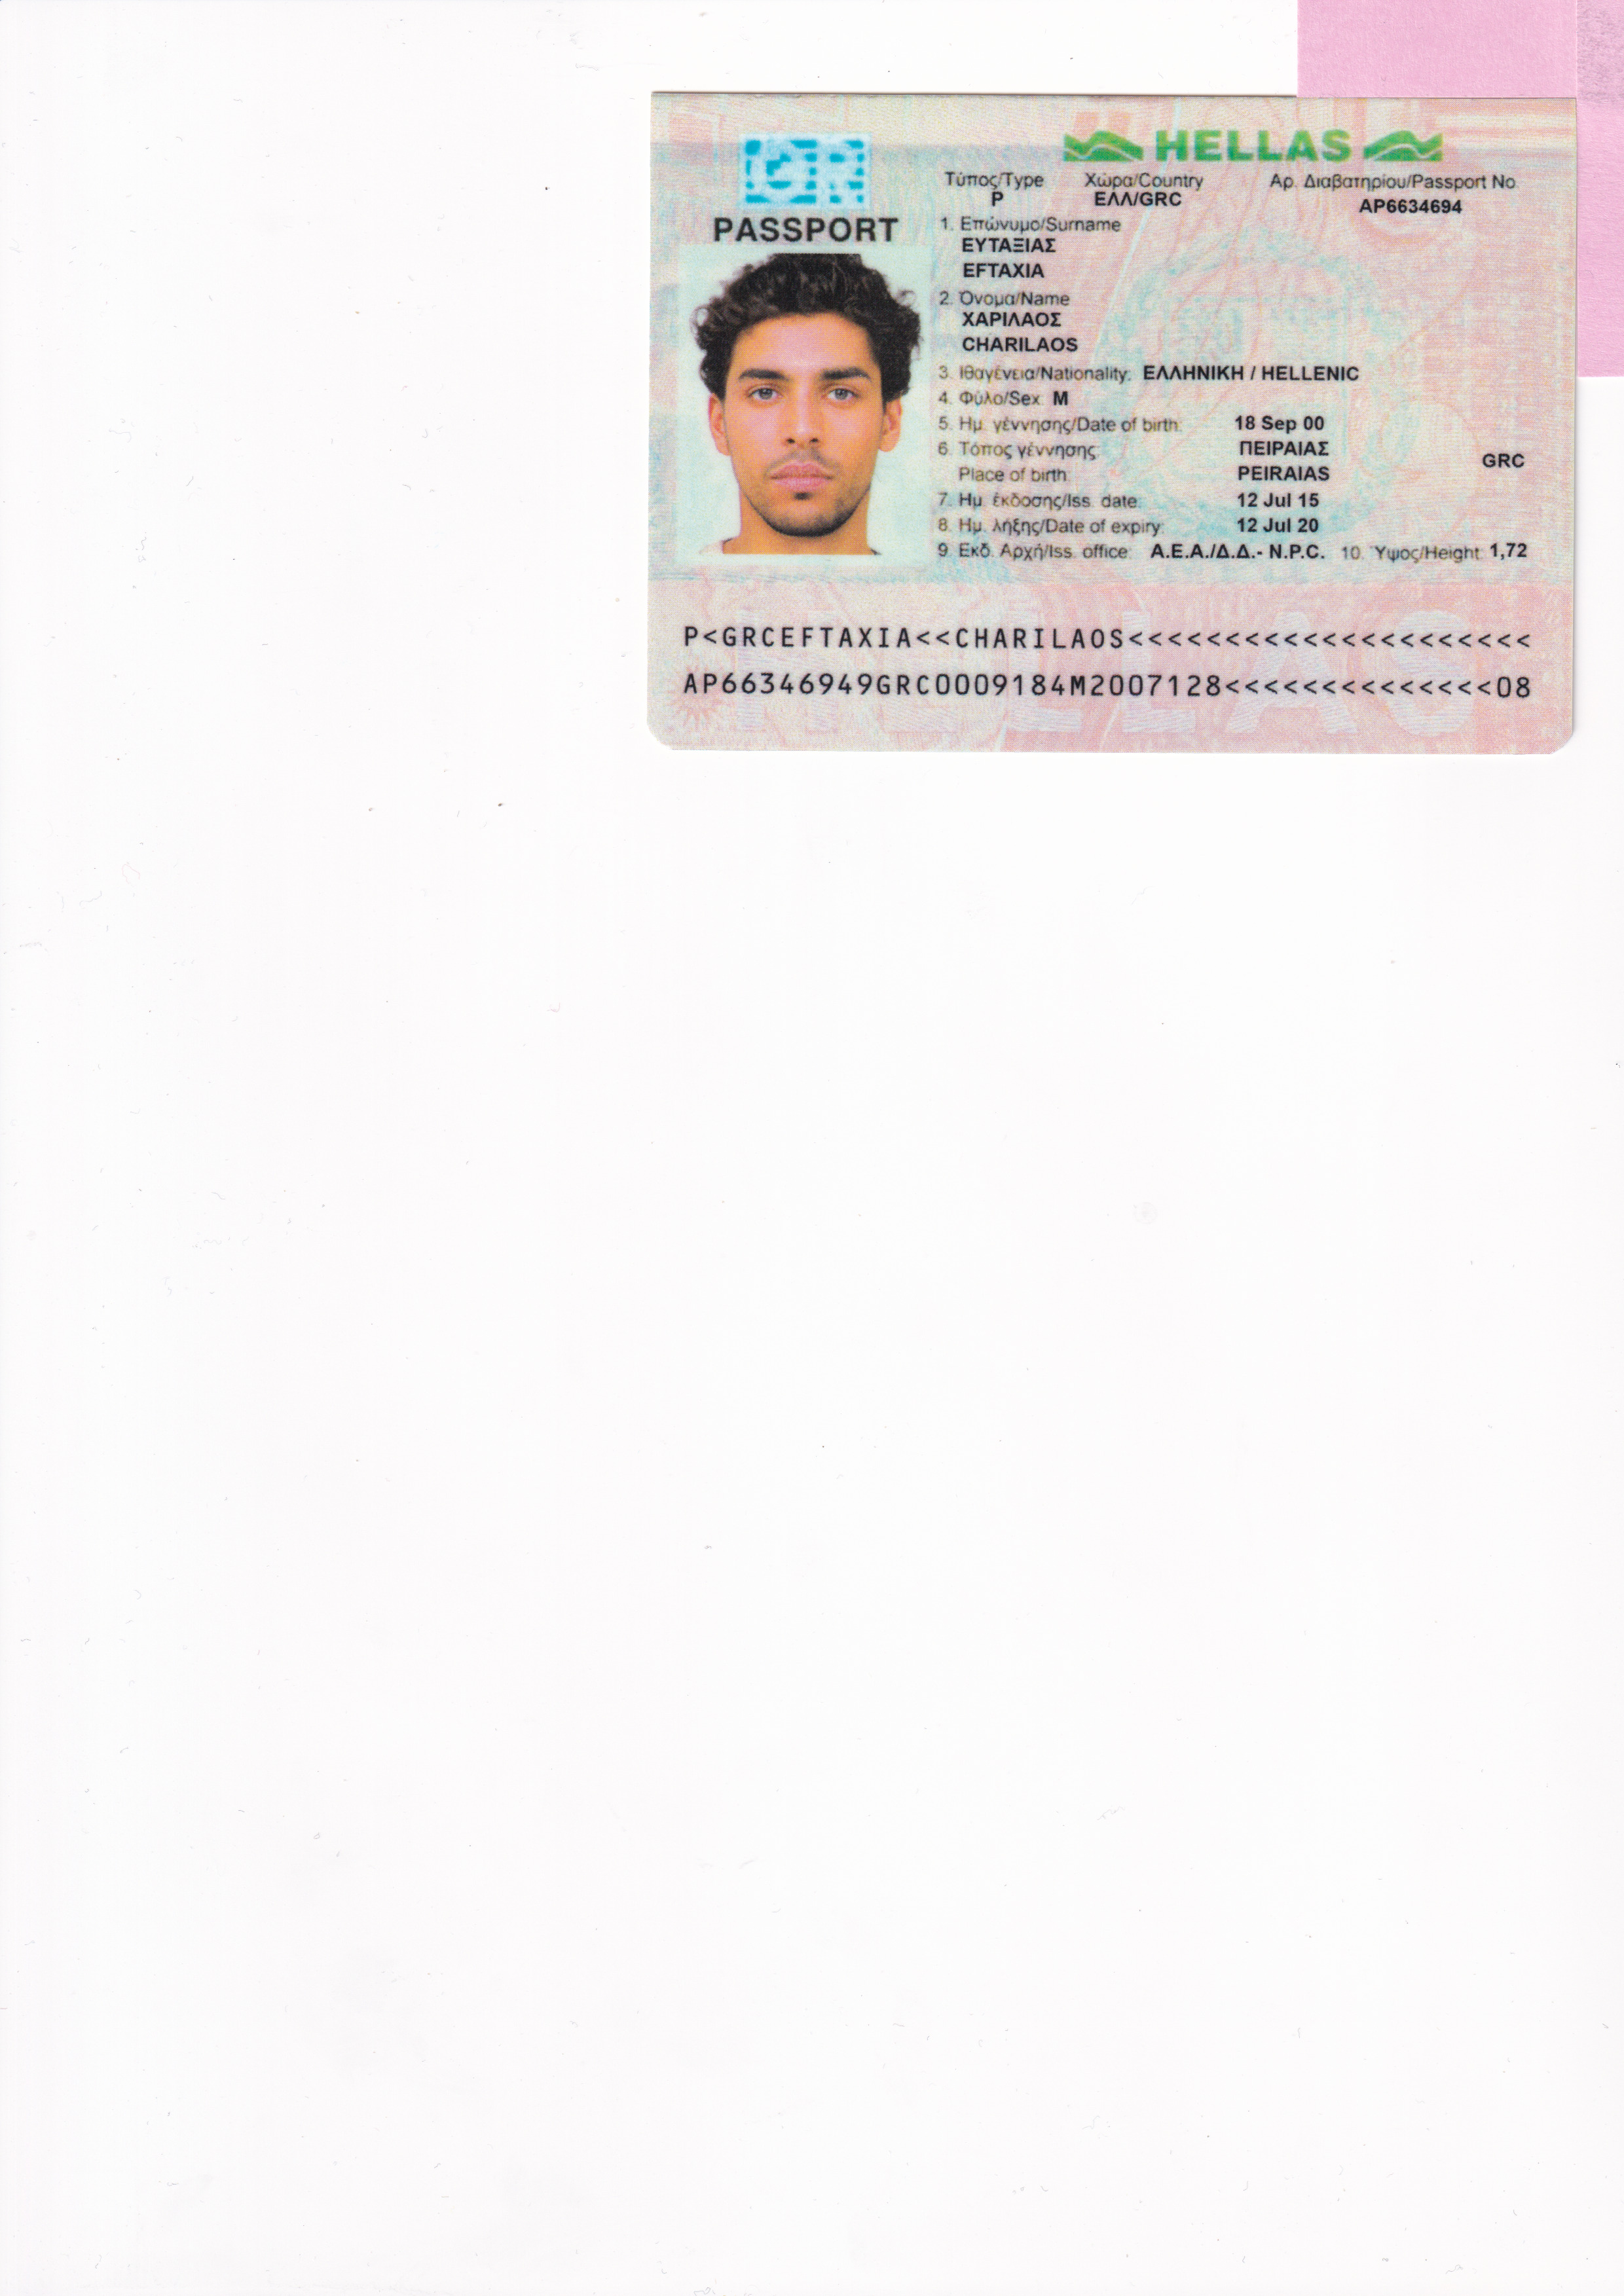 GR
HELLAS
PASSPORT
Τύπος/Type Χώρα/Country Αρ. Διαβατηρίου/Passport No
P ΕΛΛ/GRC AP6634694
1. Επώνυμο/Surname
ΕΥΤΑΞΙΑΣ
EFTAXIA
2. Όνομα/Name
ΧΑΡΙΛΑΟΣ
CHARILAOS
3. Ιθαγένεια/Nationality: ΕΛΛΗΝΙΚΗ / HELLENIC
4. Φύλο/Sex: M
5. Ημ. γέννησης/Date of birth: 18 Sep 00
6. Τόπος γέννησης: ΠΕΙΡΑΙΑΣ
Place of birth: PEIRAIAS GRC
7. Ημ. έκδοσης/Iss. date: 12 Jul 15
8. Ημ. λήξης/Date of expiry: 12 Jul 20
9. Εκδ. Αρχή/Iss. office: Α.Ε.Α./Δ.Δ.- N.P.C. 10. Ύψος/Height: 1,72
HELLAS
P<GRCEFTAXIA<<CHARILAOS<<<<<<<<<<<<<<<<<<<<<
AP66346949GRC0009184M2007128<<<<<<<<<<<<<<08